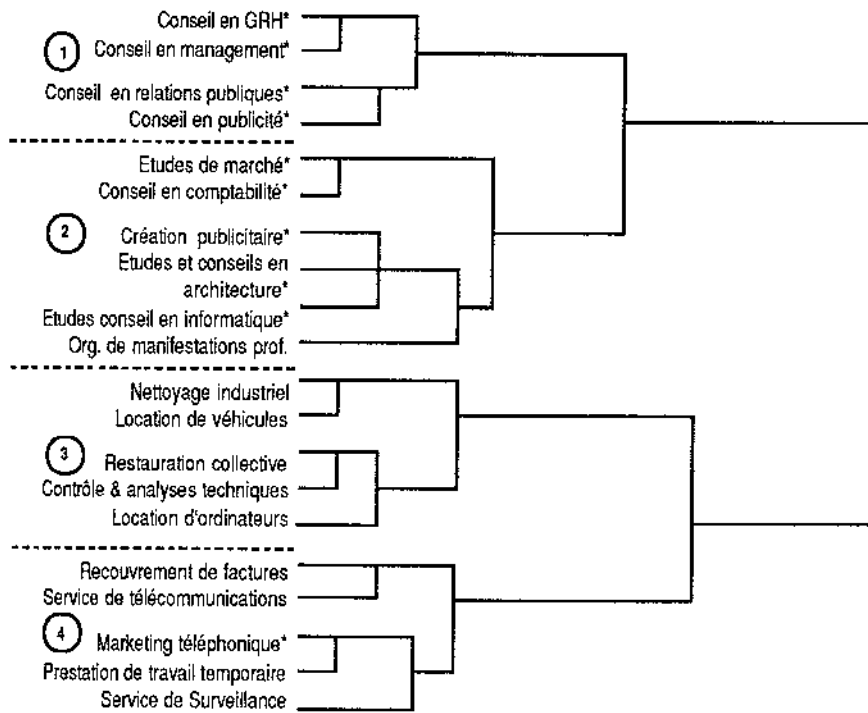 Conseil en GRH*
1
Conseil en management*
Conseil en relations publiques*
Conseil en publicité*
Etudes de marché*
Conseil en comptabilité*
2
Création publicitaire*
Etudes et conseils en
architecture*
Etudes conseil en informatique*
Org. de manifestations prof.
Nettoyage industriel
Location de véhicules
3
Restauration collective
Contrôle & analyses techniques
Location d'ordinateurs
Recouvrement de factures
Service de télécommunications
4
Marketing téléphonique*
Prestation de travail temporaire
Service de Surveillance